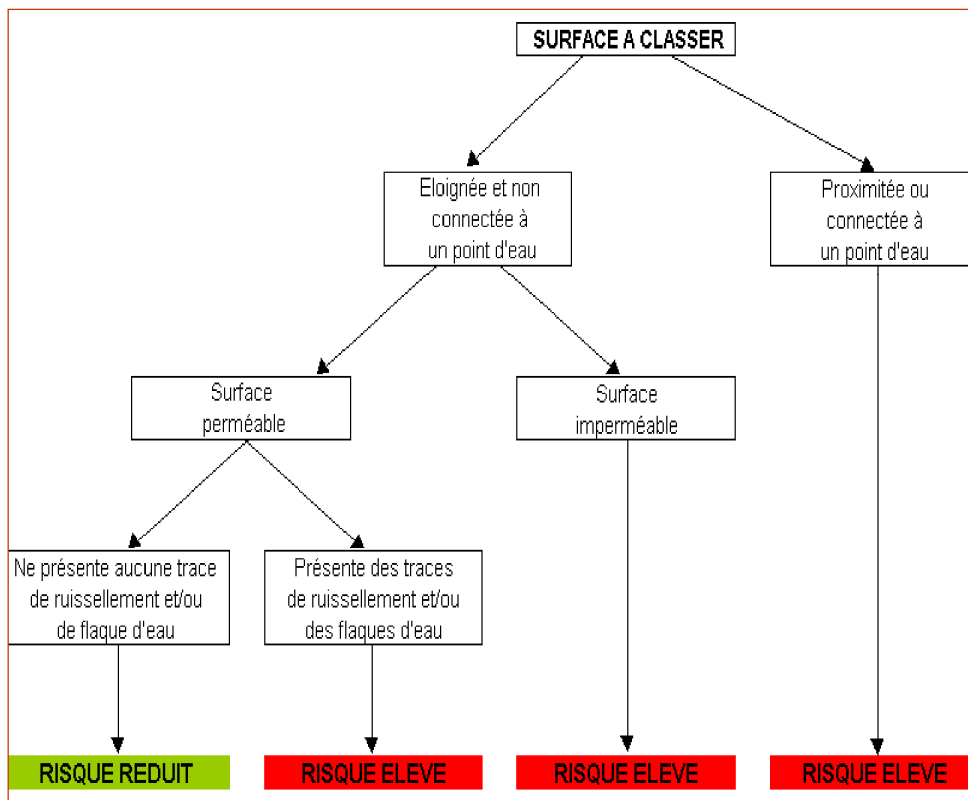 SURFACE A CLASSER
Eloignée et non
connectée à
un point d'eau
Proximitée ou
connectée à
un point d'eau
Surface
perméable
Surface
imperméable
Ne présente aucune trace
de ruissellement et/ou
de flaque d'eau
Présente des traces
de ruissellement et/ou
des flaques d'eau
RISQUE REDUIT
RISQUE ELEVE
RISQUE ELEVE
RISQUE ELEVE